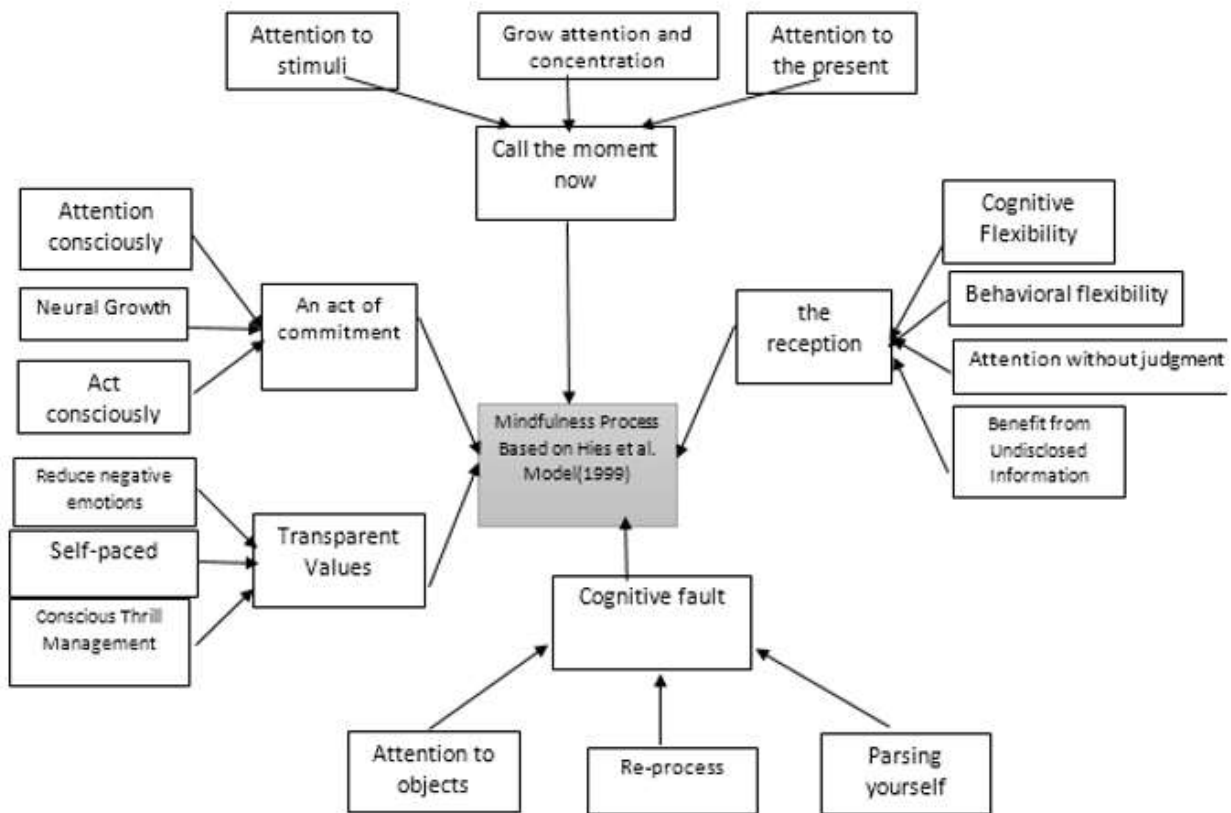 Attention to
stimuli
Grow attention and
concentration
Attention to
the present
Call the moment
now
Attention
consciously
Neural Growth
Act
consciously
An act of
commitment
Cognitive
Flexibility
Behavioral flexibility
Attention without judgment
Benefit from
Undisclosed
Information
the
reception
Mindfulness Process
Based on Hies et al.
Model(1999)
Reduce negative
emotions
Self-paced
Conscious Thrill
Management
Transparent
Values
Cognitive fault
Attention to
objects
Re-process
Parsing
yourself